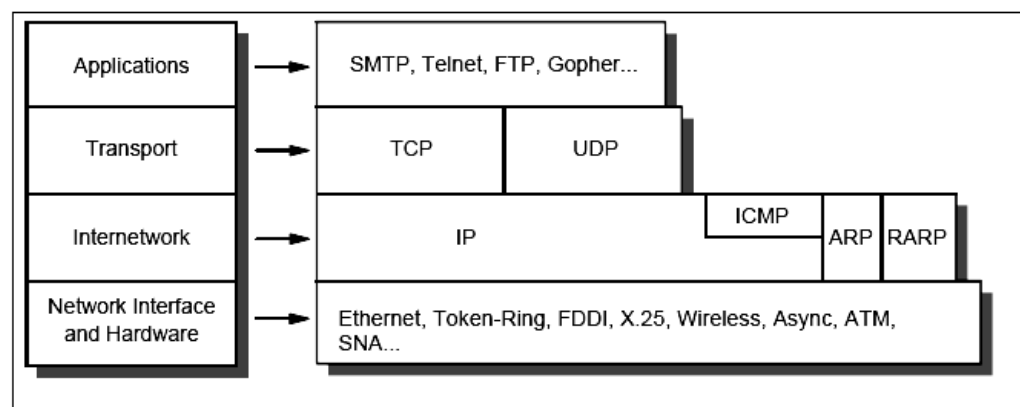 Applications
SMTP, Telnet, FTP, Gopher...
Transport
TCP
UDP
Internetwork
IP
ICMP
ARP
RARP
Network Interface
and Hardware
Ethernet, Token-Ring, FDDI, X.25, Wireless, Async, ATM,
SNA...